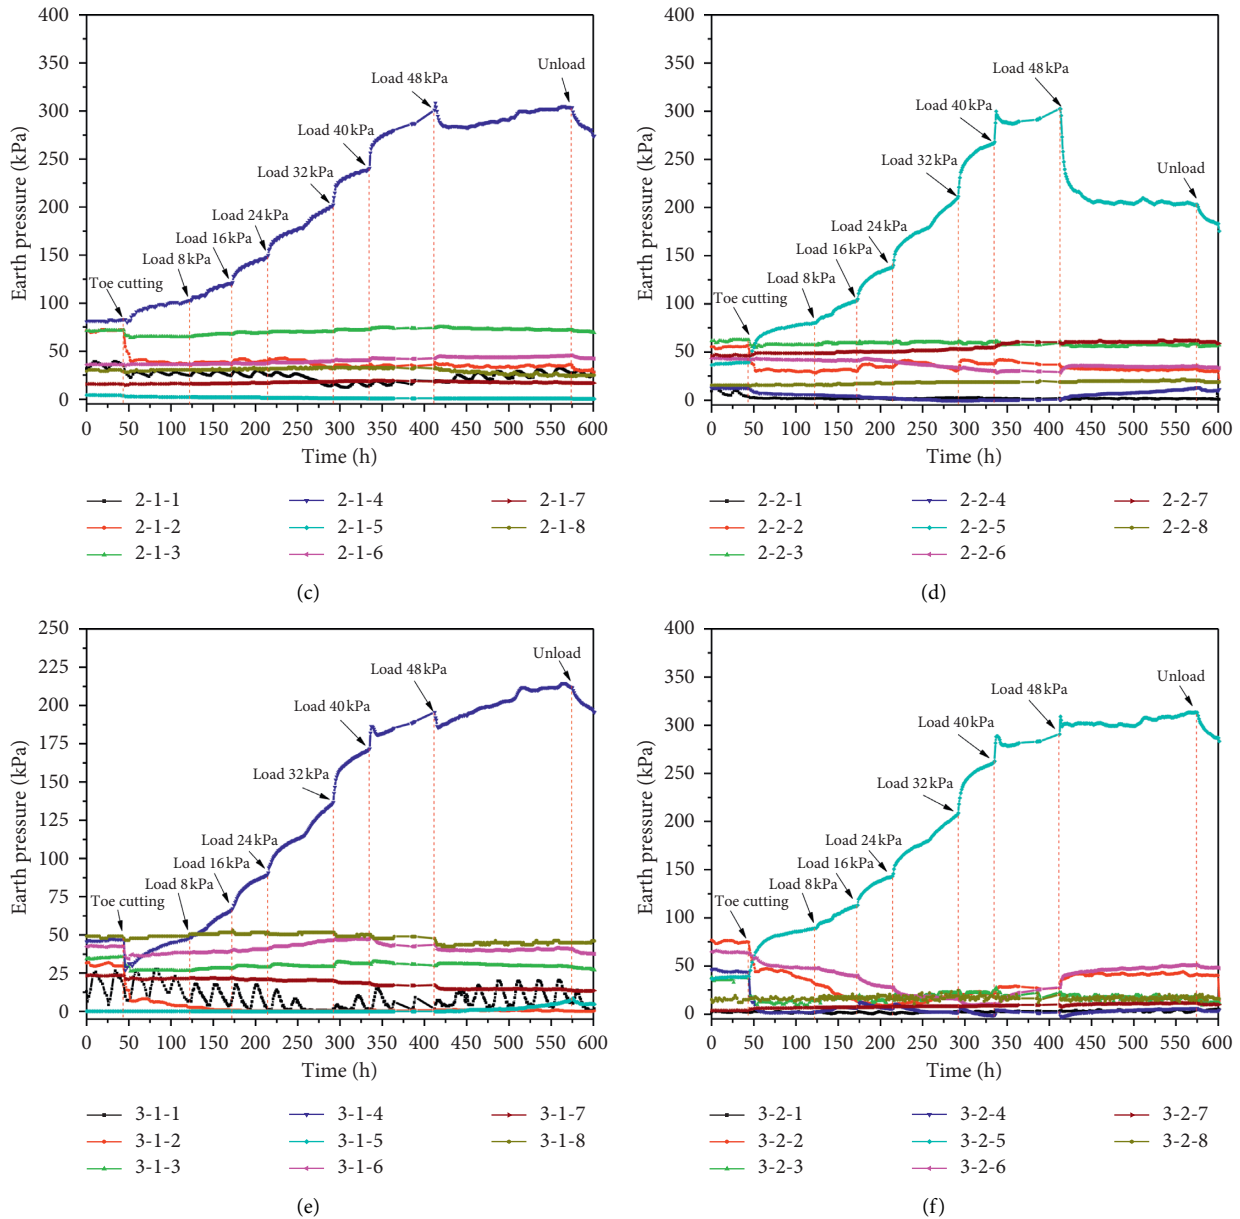 400
350
300
250
200
150
100
50
0
Earth pressure (kPa)
Toe cutting
Load 8 kPa
Load 16 kPa
Load 24 kPa
Load 32 kPa
Load 40 kPa
Load 48 kPa
Unload
0 50 100 150 200 250 300 350 400 450 500 550 600
Time (h)
2-1-1 2-1-4 2-1-7
2-1-2 2-1-5 2-1-8
2-1-3 2-1-6
(c)
400
350
300
250
200
150
100
50
0
Earth pressure (kPa)
Toe cutting
Load 8 kPa
Load 16 kPa
Load 24 kPa
Load 32 kPa
Load 40 kPa
Load 48 kPa
Unload
0 50 100 150 200 250 300 350 400 450 500 550 600
Time (h)
2-2-1 2-2-4 2-2-7
2-2-2 2-2-5 2-2-8
2-2-3 2-2-6
(d)
250
225
200
175
150
125
100
75
50
25
0
Earth pressure (kPa)
Toe cutting
Load 8 kPa
Load 16 kPa
Load 24 kPa
Load 32 kPa
Load 40 kPa
Load 48 kPa
Unload
0 50 100 150 200 250 300 350 400 450 500 550 600
Time (h)
3-1-1 3-1-4 3-1-7
3-1-2 3-1-5 3-1-8
3-1-3 3-1-6
(e)
400
350
300
250
200
150
100
50
0
Earth pressure (kPa)
Toe cutting
Load 8 kPa
Load 16 kPa
Load 24 kPa
Load 32 kPa
Load 40 kPa
Load 48 kPa
Unload
0 50 100 150 200 250 300 350 400 450 500 550 600
Time (h)
3-2-1 3-2-4 3-2-7
3-2-2 3-2-5 3-2-8
3-2-3 3-2-6
(f)